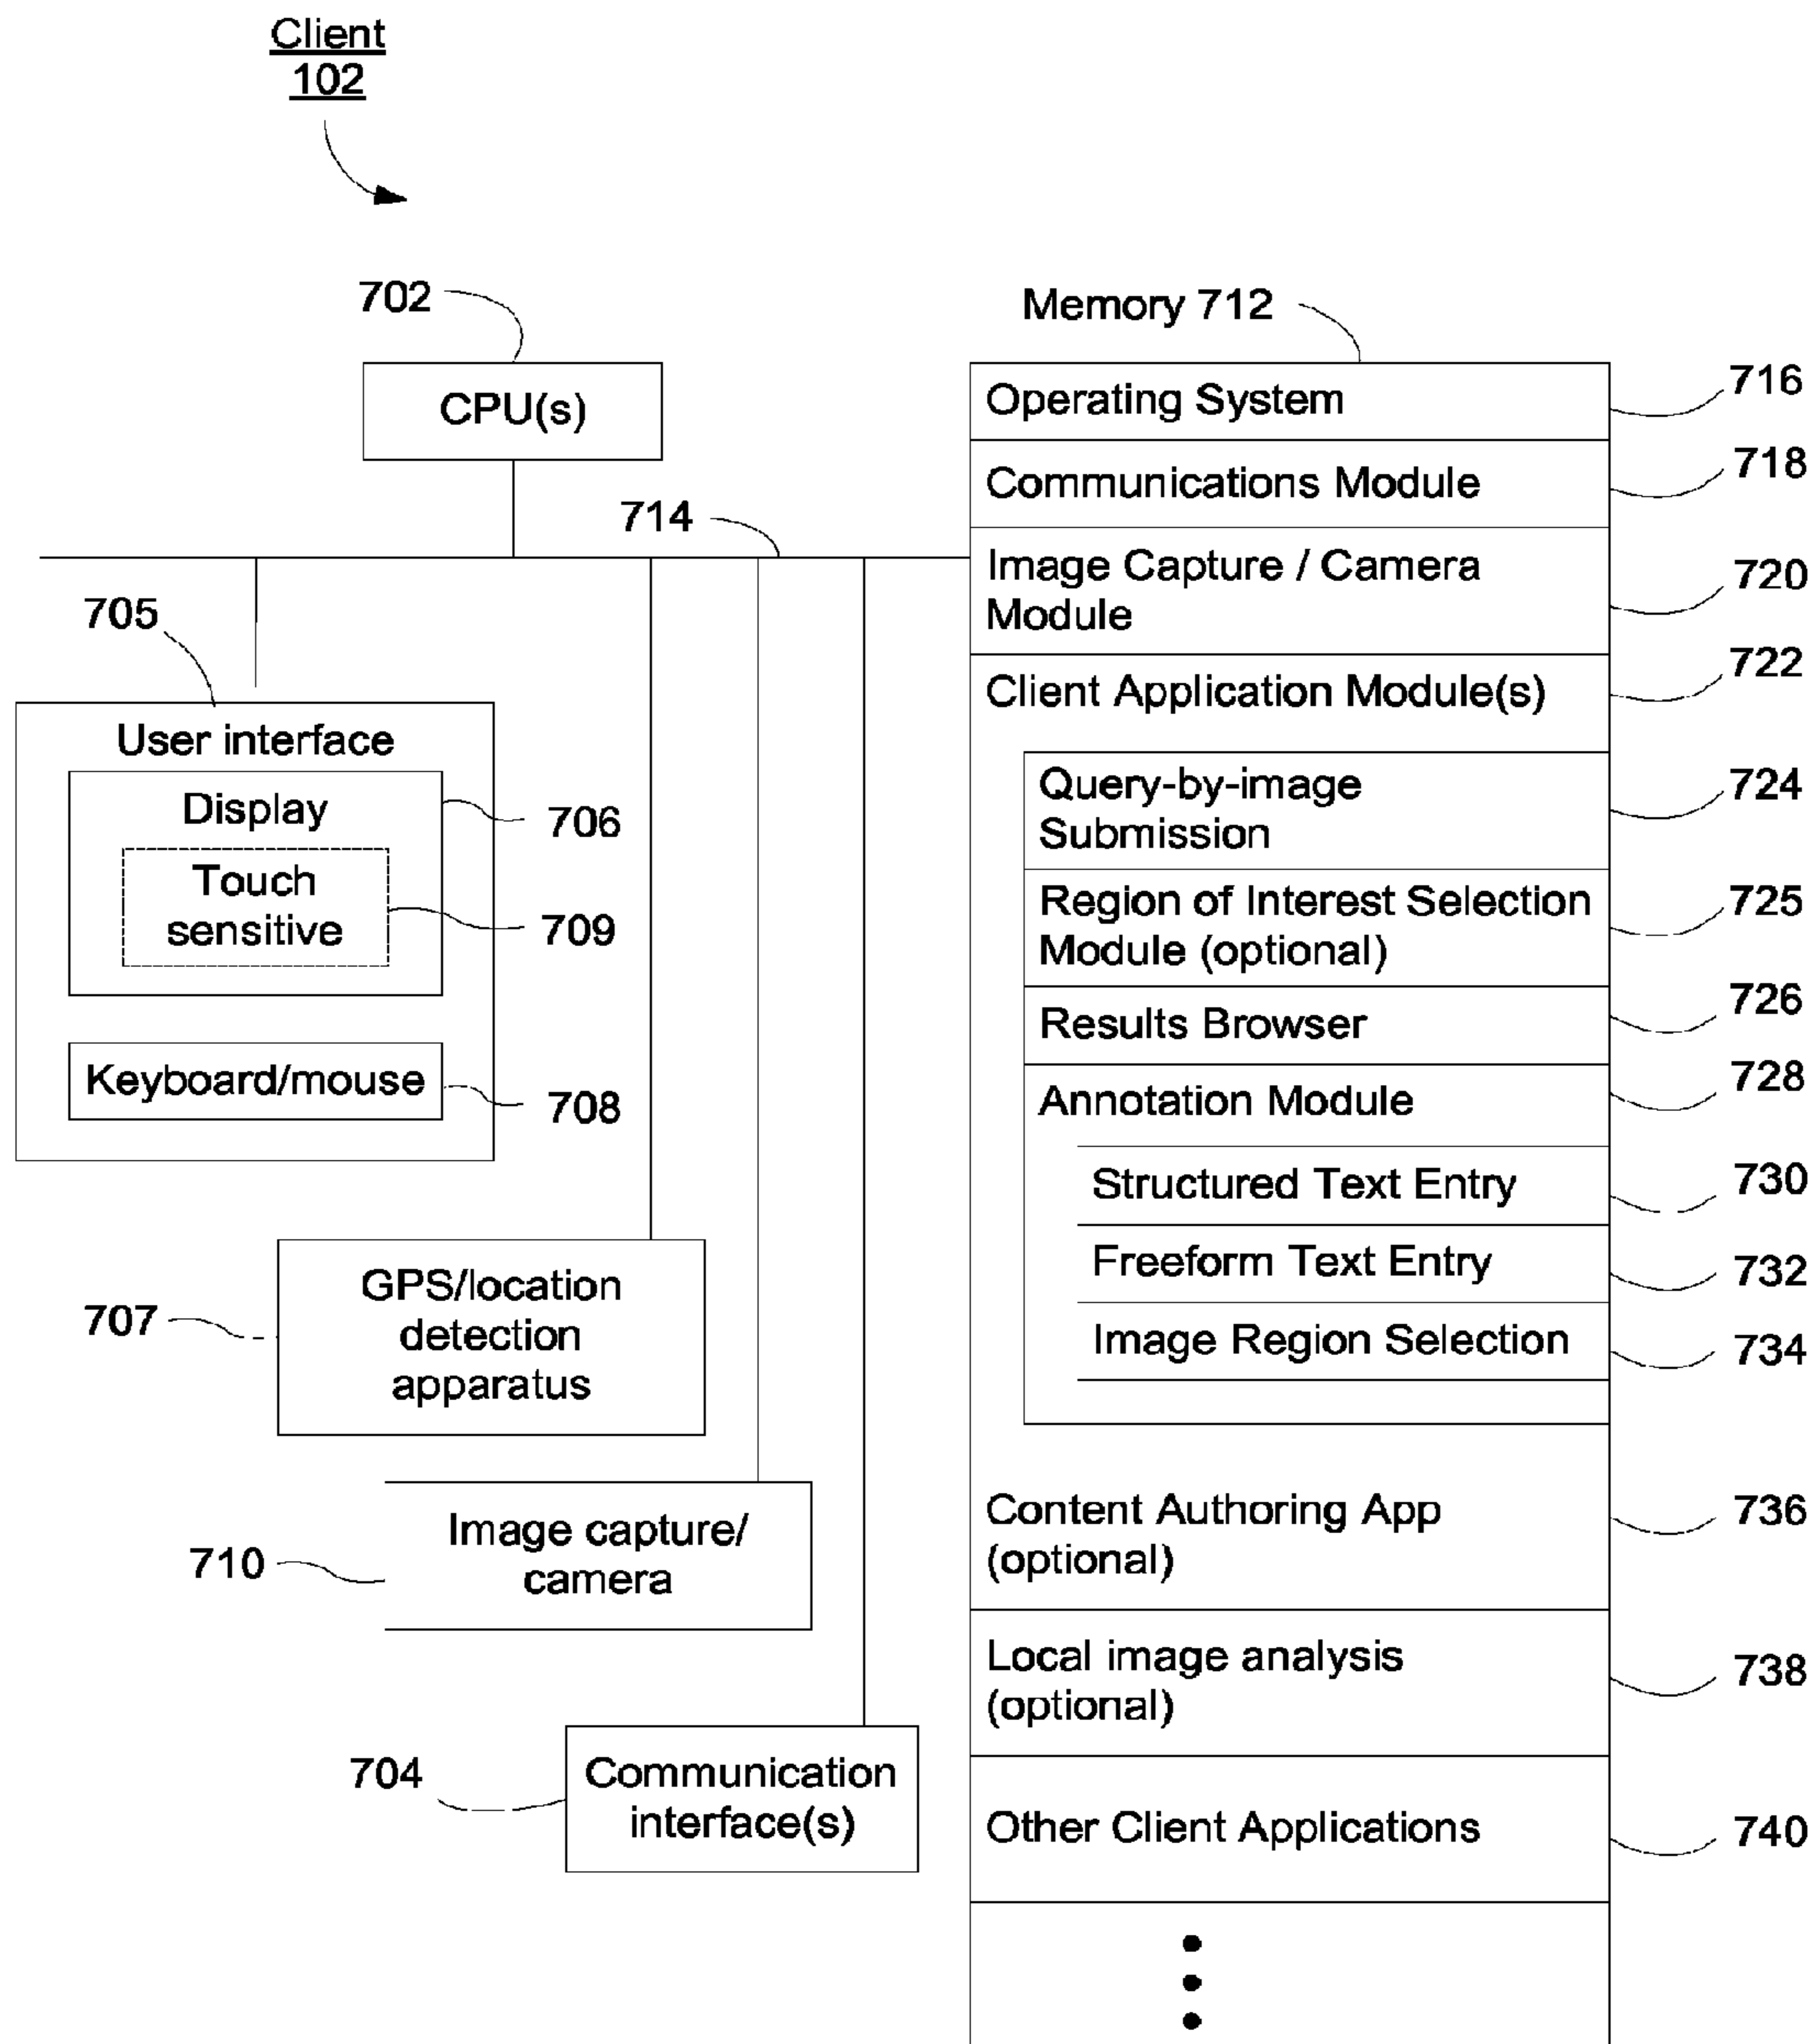 Client
102
702
CPU(s)
714
705
User interface
Display
706
Touch
sensitive
709
Keyboard/mouse
708
GPS/location
detection
apparatus
707
Image capture/
camera
710
704
Communication
interface(s)
Memory 712
Operating System
716
Communications Module
718
Image Capture / Camera
Module
720
Client Application Module(s)
722
Query-by-image
Submission
724
Region of Interest Selection
Module (optional)
725
Results Browser
726
Annotation Module
728
Structured Text Entry
730
Freeform Text Entry
732
Image Region Selection
734
Content Authoring App
(optional)
736
Local image analysis
(optional)
738
Other Client Applications
740